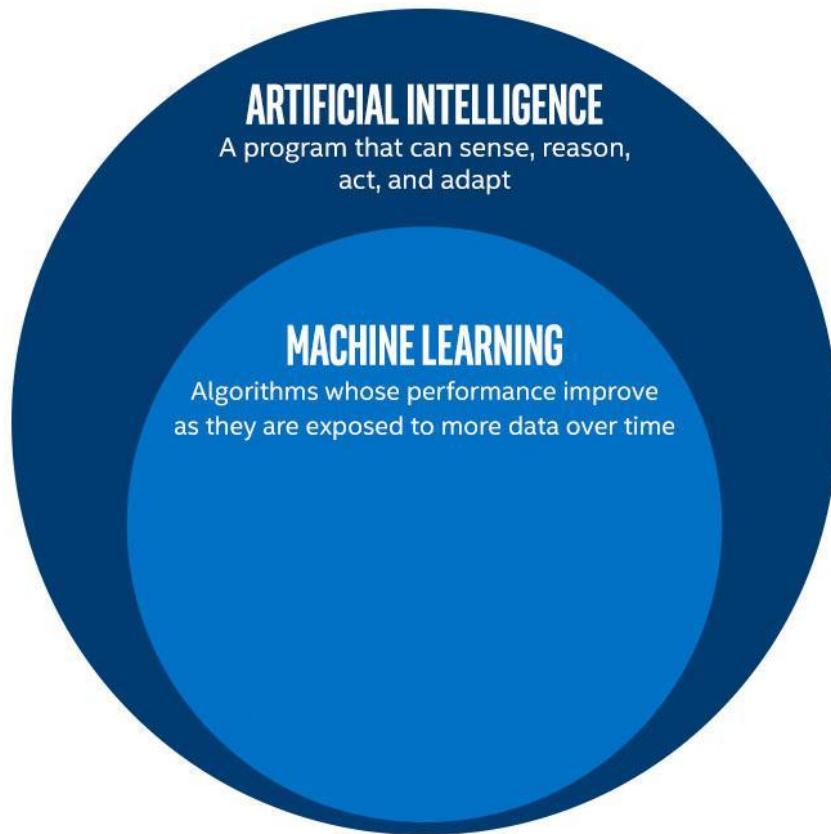 ARTIFICIAL INTELLIGENCE
A program that can sense, reason,
act, and adapt
MACHINE LEARNING
Algorithms whose performance improve
as they are exposed to more data over time